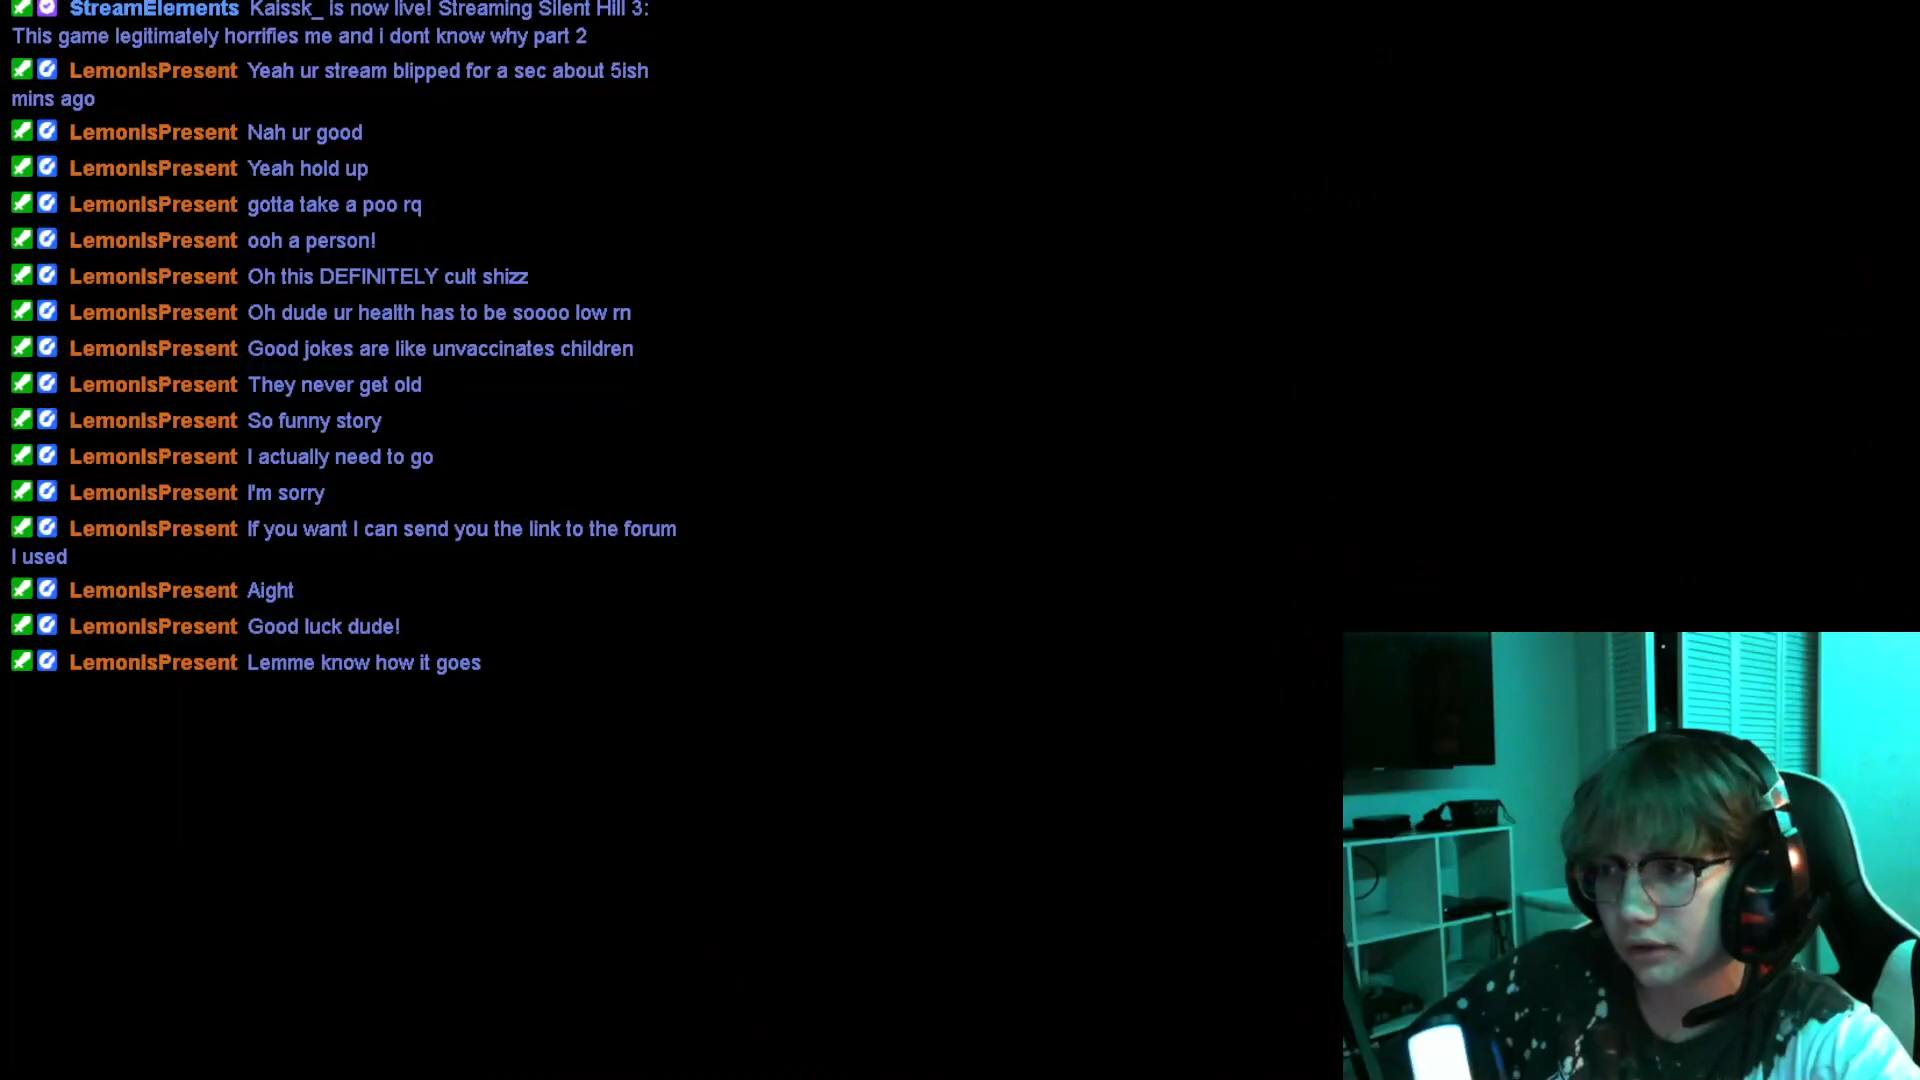 StreamElements Kaissk_ is now live! Streaming Silent Hill 3:
This game legitimately horrifies me and i dont know why part 2
LemonIsPresent Yeah ur stream blipped for a sec about 5ish
mins ago
LemonIsPresent Nah ur good
LemonIsPresent Yeah hold up
LemonIsPresent gotta take a poo rq
LemonIsPresent ooh a person!
LemonIsPresent Oh this DEFINITELY cult shizz
LemonIsPresent Oh dude ur health has to be soooo low rn
LemonIsPresent Good jokes are like unvaccinates children
LemonIsPresent They never get old
LemonIsPresent So funny story
LemonIsPresent I actually need to go
LemonIsPresent I'm sorry
LemonIsPresent If you want I can send you the link to the forum
I used
LemonIsPresent Aight
LemonIsPresent Good luck dude!
LemonIsPresent Lemme know how it goes